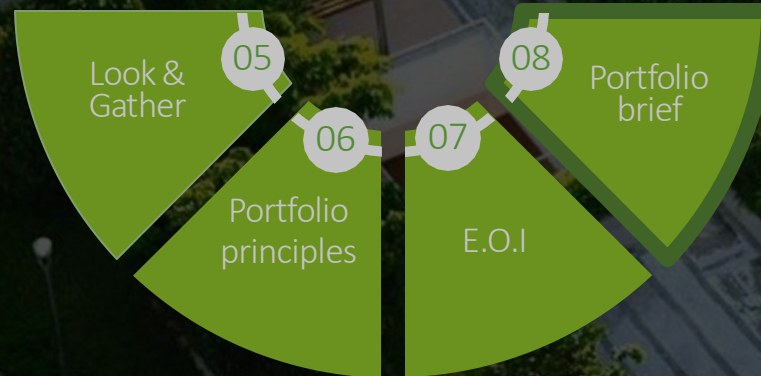 05
Look &
Gather
06
Portfolio
principles
07
E.O.I
08
Portfolio
brief